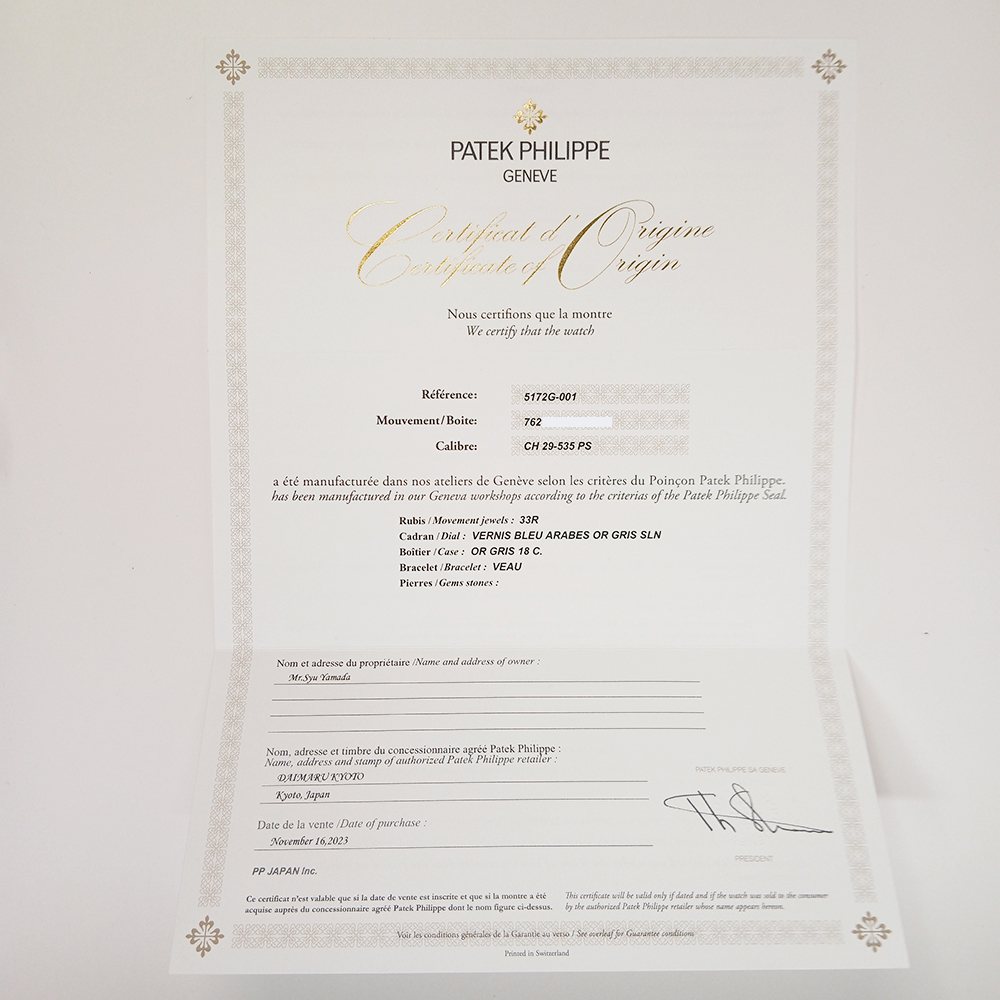 PATEK PHILIPPE
GENEVE
Certificat d'Origine
Certificate of Origin
Nous certifions que la montre
We certify that the watch
Référence: 5172G-001
Mouvement/Boite: 762
Calibre: CH 29-535 PS
a été manufacturée dans nos ateliers de Genève selon les critères du Poinçon Patek Philippe.
has been manufactured in our Geneva workshops according to the criterias of the Patek Philippe Seal.
Rubis / Movement jewels : 33R
Cadran / Dial : VERNIS BLEU ARABES OR GRIS SLN
Boîtier / Case : OR GRIS 18 C.
Bracelet / Bracelet : VEAU
Pierres / Gems stones :
Nom et adresse du propriétaire /Name and address of owner :
Mr.Syu Yamada
Nom, adresse et timbre du concessionnaire agréé Patek Philippe :
Name, address and stamp of authorized Patek Philippe retailer :
DAIMARU KYOTO
Kyoto, Japan
PATEK PHILIPPE SA GENEVE
Date de la vente /Date of purchase :
November 16,2023
PRESIDENT
PP JAPAN Inc.
Ce certificat n'est valable que si la date de vente est inscrite et que si la montre a été
acquise auprès du concessionnaire agréé Patek Philippe dont le nom figure ci-dessus.
This certificate will be valid only if dated and if the watch was sold to the consumer
by the authorized Patek Philippe retailer whose name appears hereon.
Voir les conditions générales de la Garantie au verso / See overleaf for Guarantee conditions
Printed in Switzerland